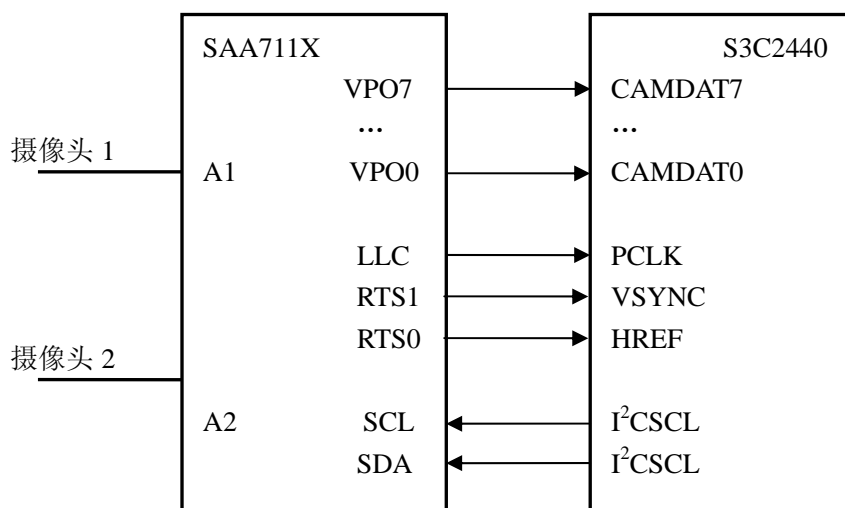 SAA711X S3C2440
VPO7 CAMDAT7
... ...
摄像头 1
A1 VPO0 CAMDAT0
LLC PCLK
RTS1 VSYNC
RTS0 HREF
摄像头 2
A2 SCL I²CSCL
SDA I²CSCL